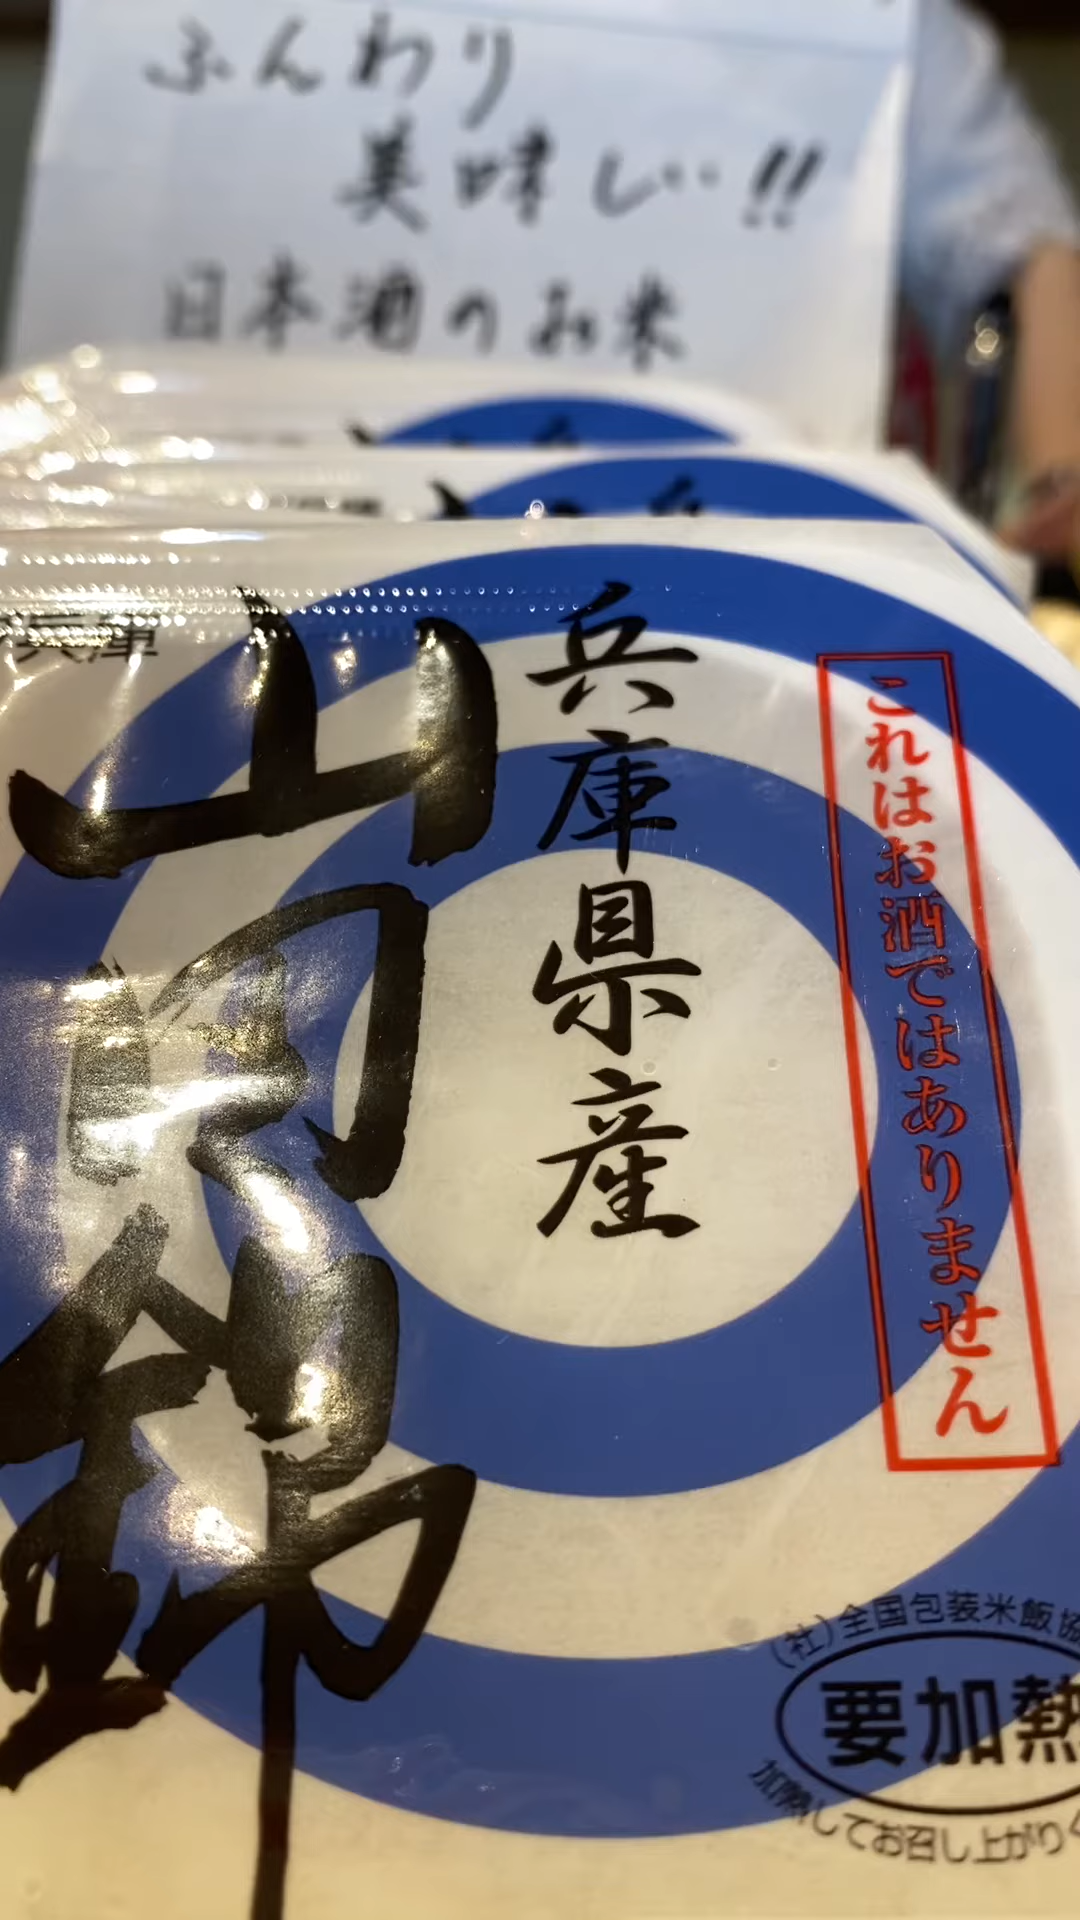 ふんわり
美味しい!!
日本酒のお米
兵庫
山田錦
兵庫県産
これはお酒ではありません
(社)全国包装米飯協
要加熱
加熱してお召し上がりく